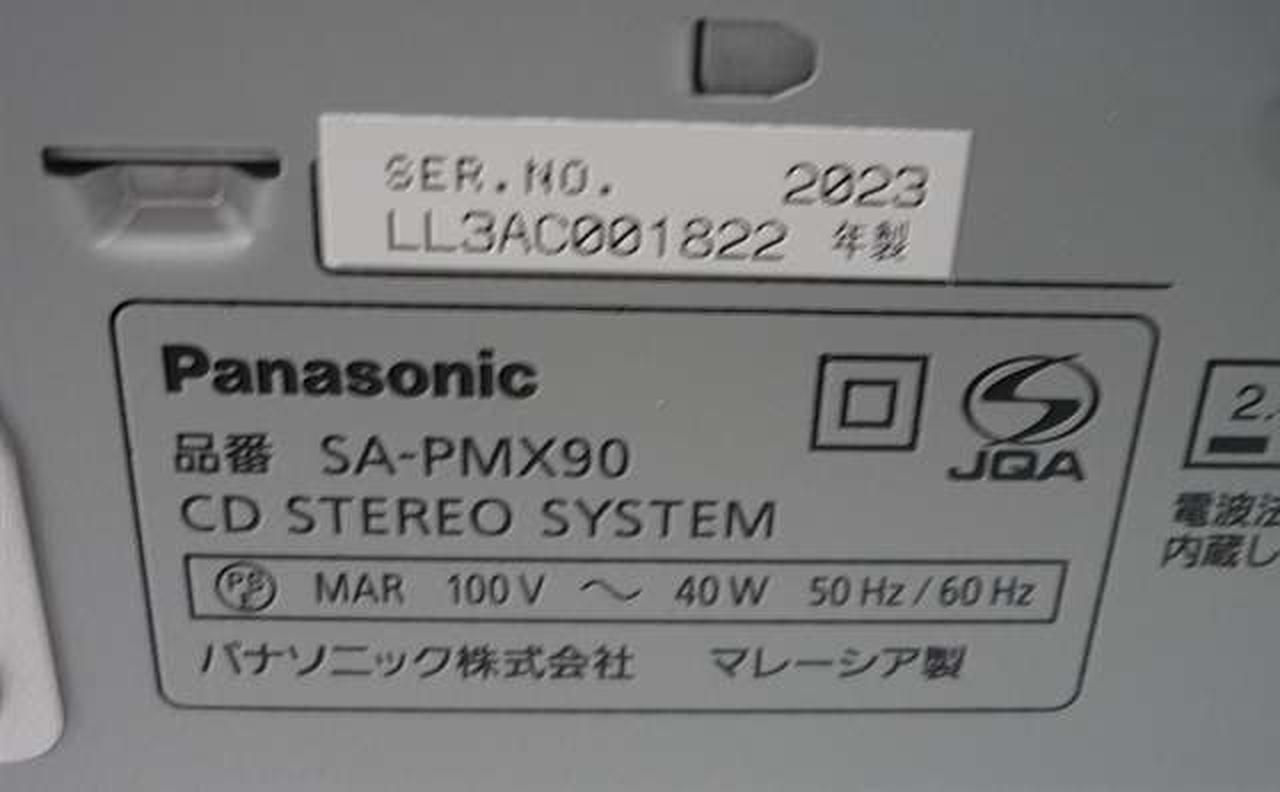 SER.NO. 2023
LL3AC001822 年製
Panasonic
品番 SA-PMX90
JQA
CD STEREO SYSTEM
PSE MAR 100V ~ 40W 50Hz/60Hz
パナソニック株式会社 マレーシア製
2.
電波法
内蔵し